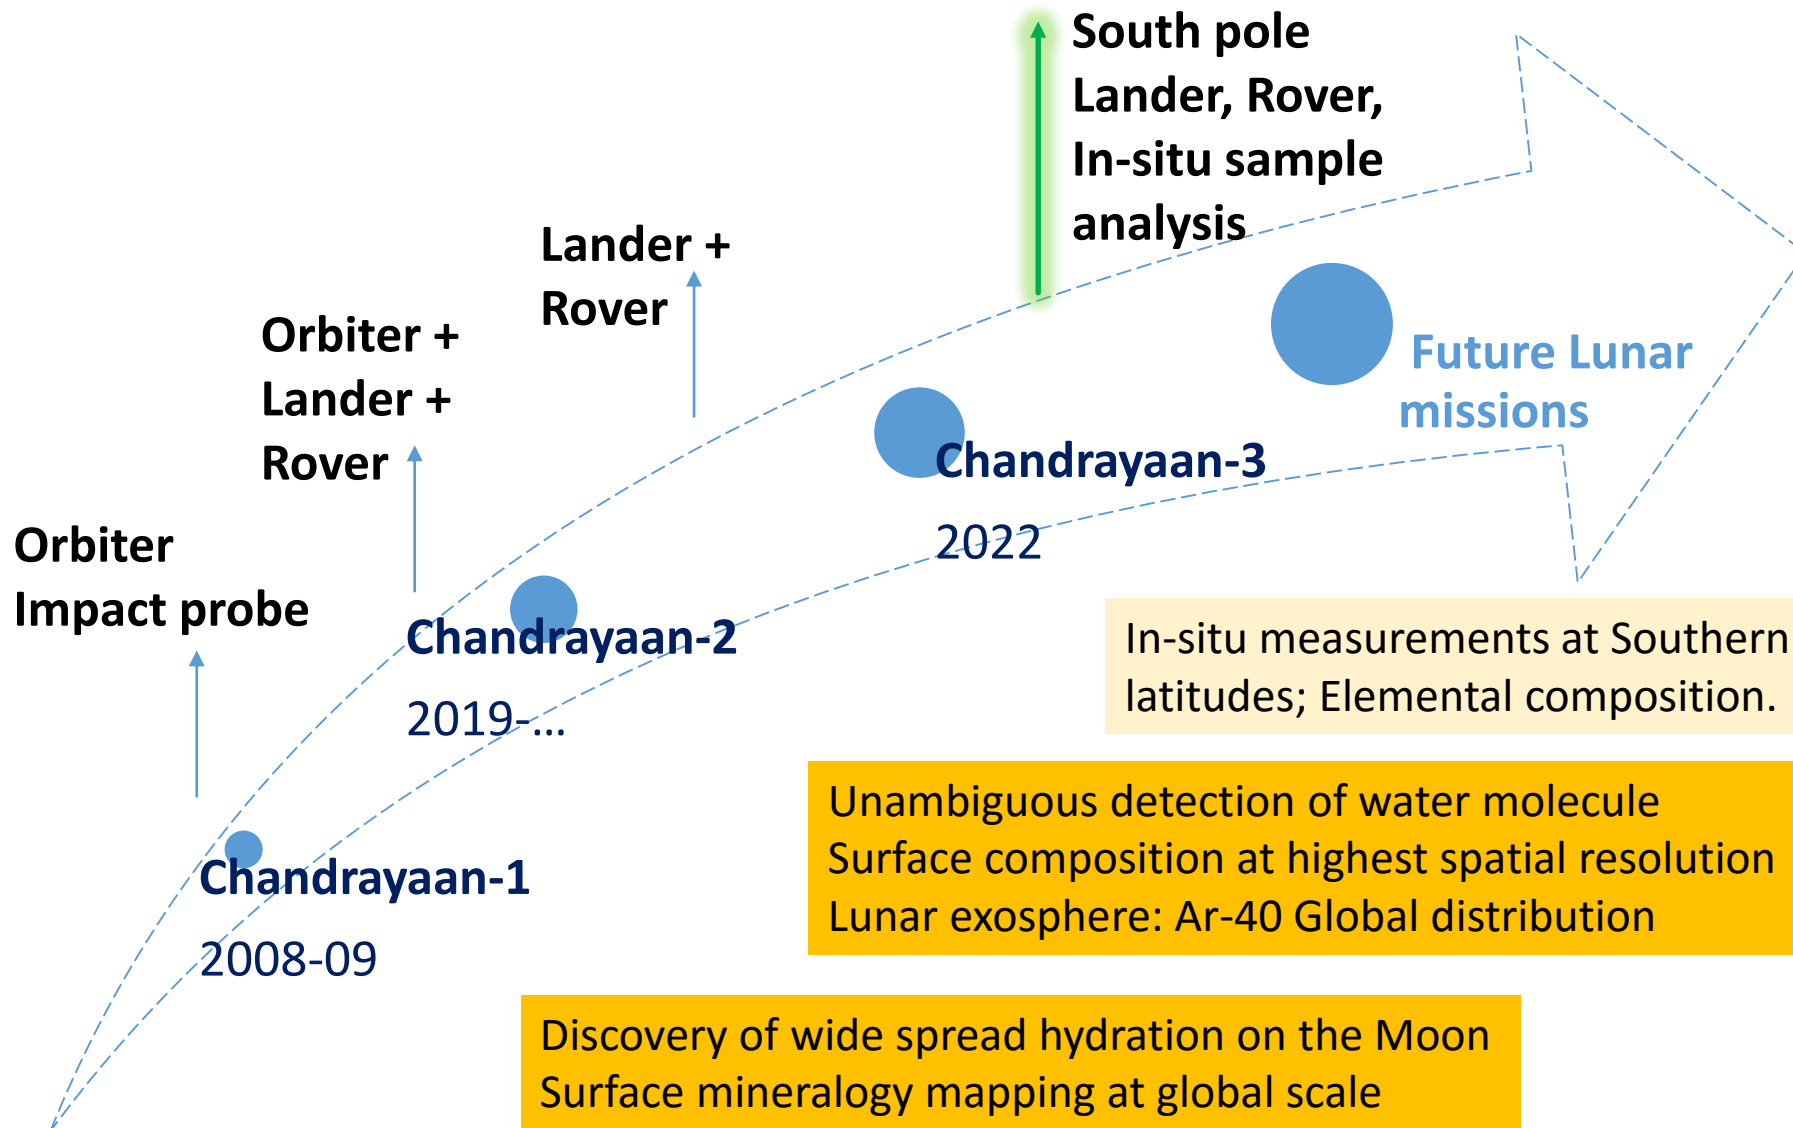 South pole
Lander, Rover,
In-situ sample
analysis
Lander +
Rover
Orbiter +
Lander +
Rover
Orbiter
Impact probe
Future Lunar
missions
Chandrayaan-3
2022
Chandrayaan-2
2019-...
Chandrayaan-1
2008-09
In-situ measurements at Southern
latitudes; Elemental composition.
Unambiguous detection of water molecule
Surface composition at highest spatial resolution
Lunar exosphere: Ar-40 Global distribution
Discovery of wide spread hydration on the Moon
Surface mineralogy mapping at global scale